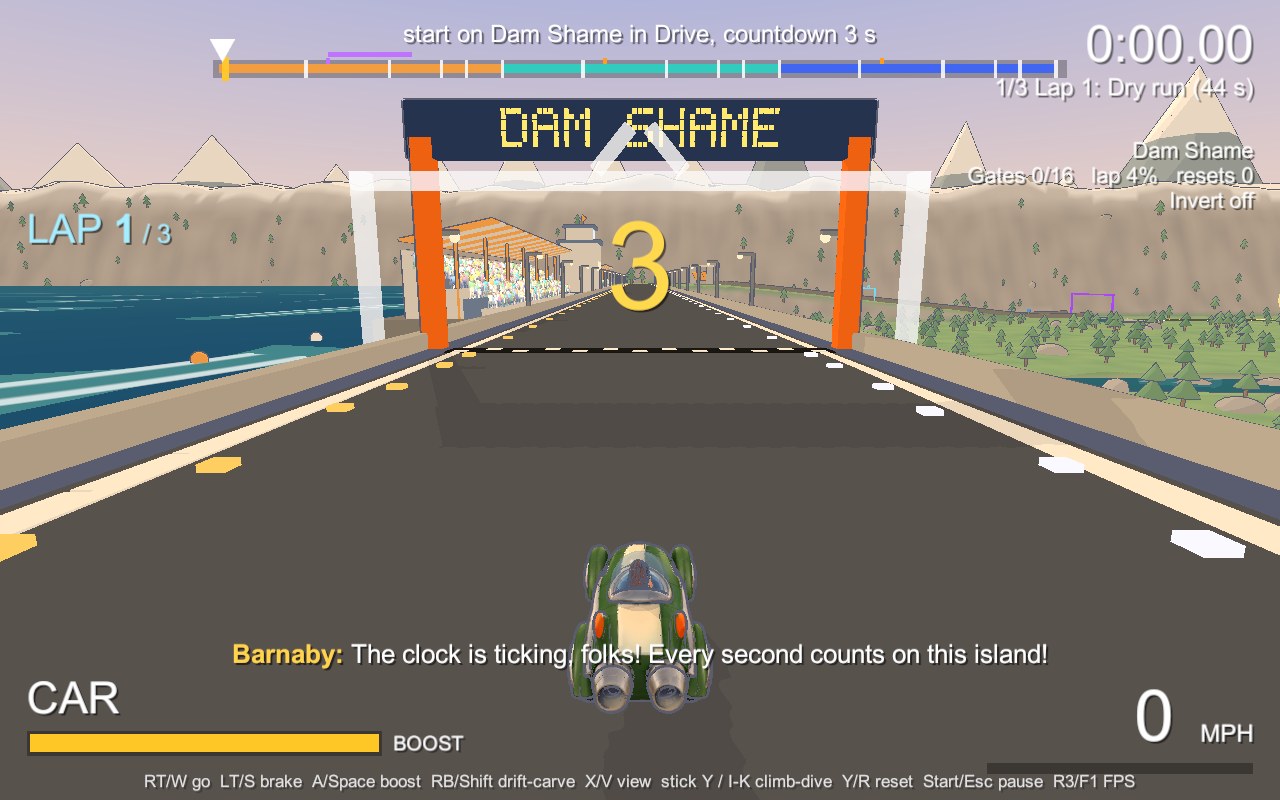 start on Dam Shame in Drive, countdown 3 s
0:00.00
1/3 Lap 1: Dry run (44 s)
DAM SHAME
Dam Shame
Gates 0/16 lap 4% resets 0
Invert off
LAP 1 / 3
3
Barnaby: The clock is ticking, folks! Every second counts on this island!
CAR
BOOST
0 MPH
RT/W go LT/S brake A/Space boost RB/Shift drift-carve X/V view stick Y / I-K climb-dive Y/R reset Start/Esc pause R3/F1 FPS